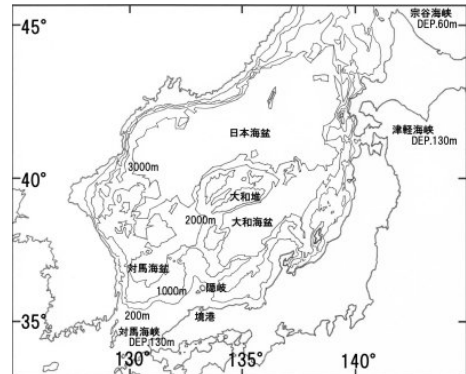 45°
宗谷海峡
DEP.60m
日本海盆
津軽海峡
DEP.130m
3000m
40°
大和堆
2000m
大和海盆
対馬海盆
1000m
隠岐
200m
境港
35°
対馬海峡
DEP.130m
130°
135°
140°